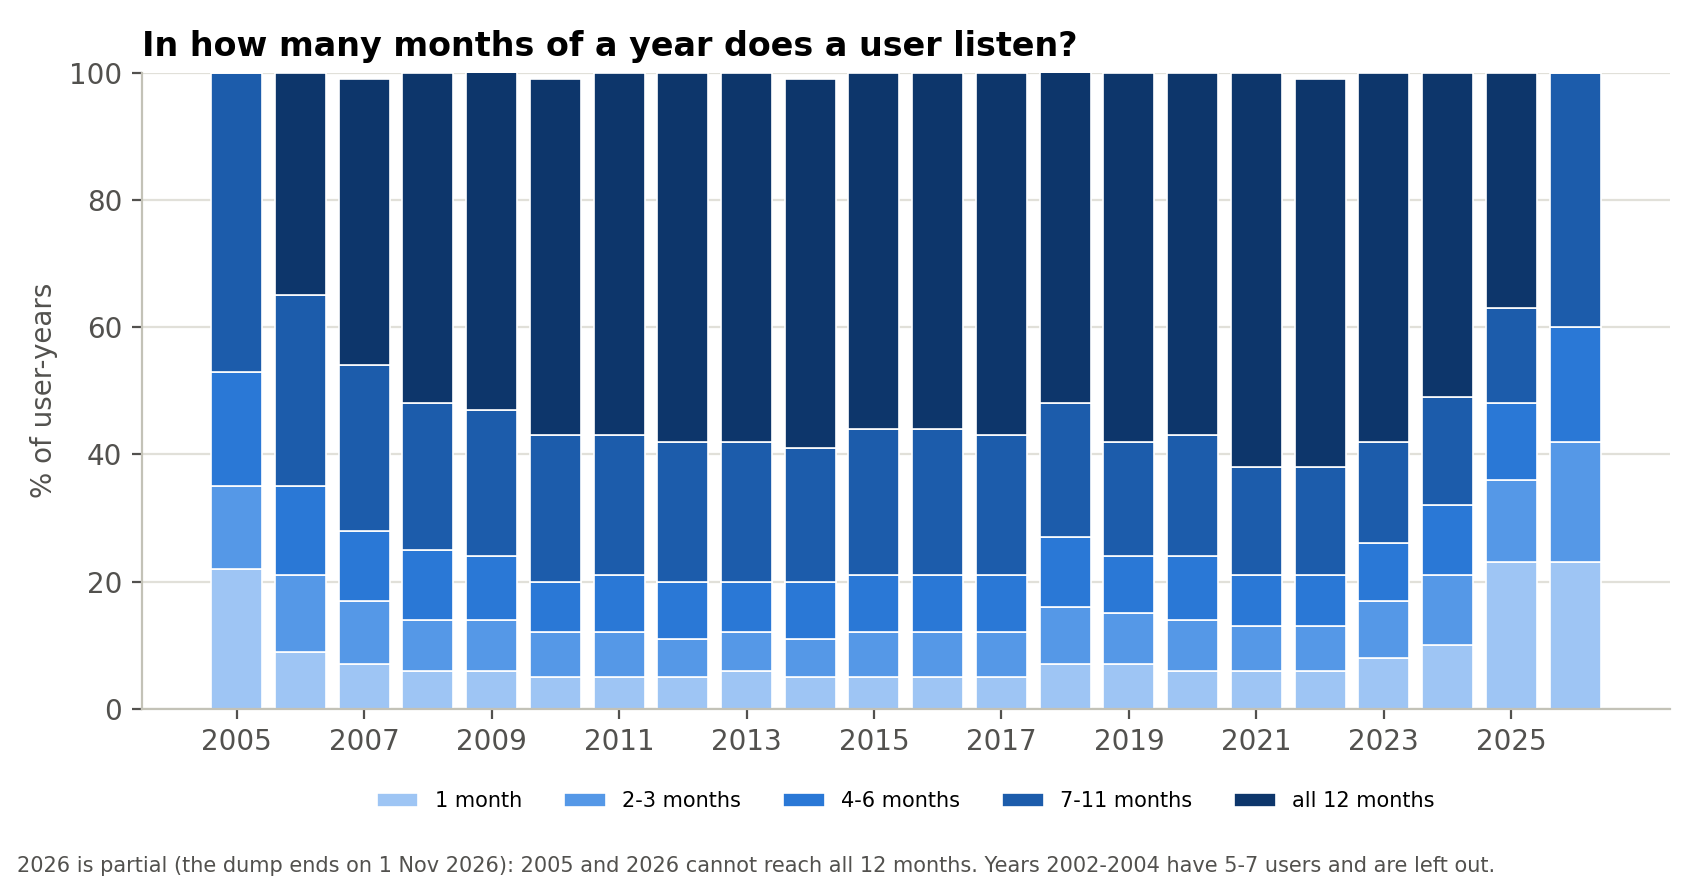 In how many months of a year does a user listen?
100
80
60
40
20
0
% of user-years
2005 2007 2009 2011 2013 2015 2017 2019 2021 2023 2025
1 month 2-3 months 4-6 months 7-11 months all 12 months
2026 is partial (the dump ends on 1 Nov 2026): 2005 and 2026 cannot reach all 12 months. Years 2002-2004 have 5-7 users and are left out.